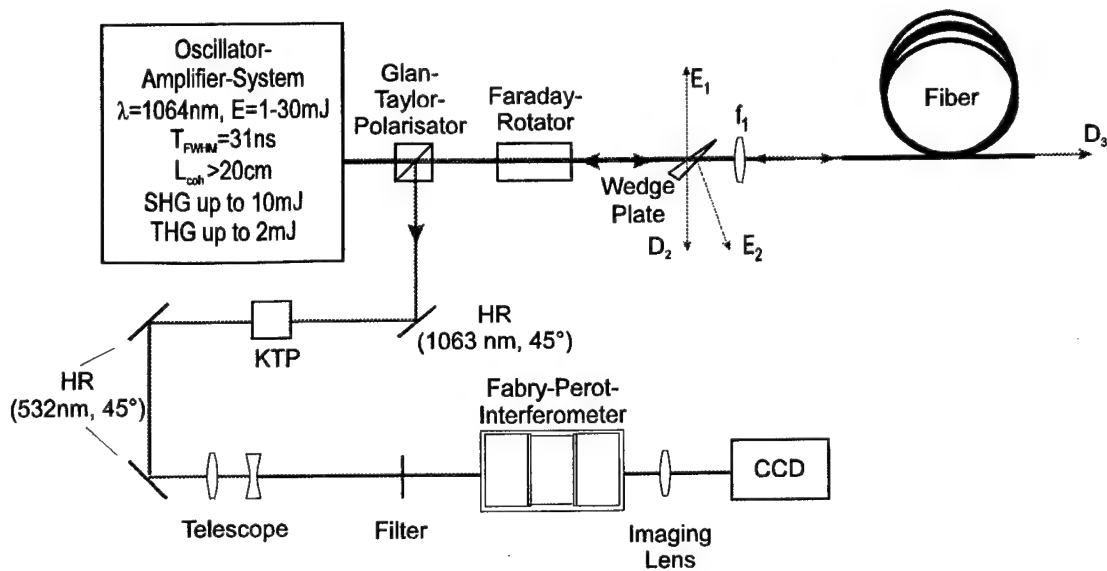 Oscillator-
Amplifier-System
λ=1064nm, E=1-30mJ
T_FWHM=31ns
L_coh>20cm
SHG up to 10mJ
THG up to 2mJ
Glan-
Taylor-
Polarisator
Faraday-
Rotator
E₁
f₁
Fiber
D₃
Wedge
Plate
D₂
E₂
HR
(1063 nm, 45°)
KTP
HR
(532nm, 45°)
Fabry-Perot-
Interferometer
CCD
Telescope
Filter
Imaging
Lens